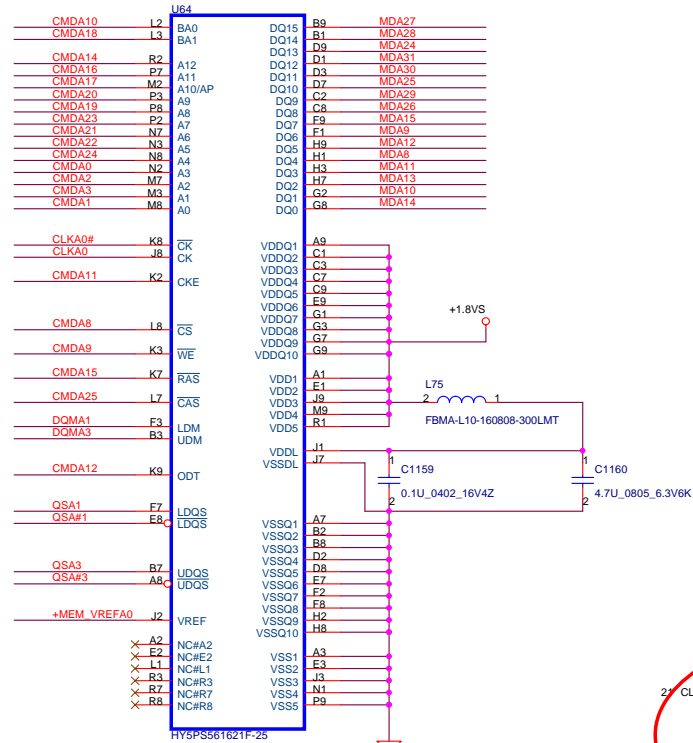 U64
CMDA10 L2 BA0 DQ15 B9 MDA27
CMDA18 L3 BA1 DQ14 B1 MDA28
DQ13 D9 MDA24
CMDA14 R2 A12 DQ12 D1 MDA31
CMDA16 P7 A11 DQ11 D3 MDA30
CMDA17 M2 A10/AP DQ10 D7 MDA25
CMDA20 P3 A9 DQ9 C2 MDA29
CMDA19 P8 A8 DQ8 C8 MDA26
CMDA23 P2 A7 DQ7 F9 MDA15
CMDA21 N7 A6 DQ6 F1 MDA9
CMDA22 N3 A5 DQ5 H9 MDA12
CMDA24 N8 A4 DQ4 H1 MDA8
CMDA0 N2 A3 DQ3 H3 MDA11
CMDA2 M7 A2 DQ2 H7 MDA13
CMDA3 M3 A1 DQ1 G2 MDA10
CMDA1 M8 A0 DQ0 G8 MDA14
CLKA0# K8 CK VDDQ1 A9
CLKA0 J8 CK VDDQ2 C1
VDDQ3 C3
CMDA11 K2 CKE VDDQ4 C7
VDDQ5 C9
VDDQ6 E9
VDDQ7 G1
+1.8VS
CMDA8 L8 CS VDDQ8 G3
VDDQ9 G7
CMDA9 K3 WE VDDQ10 G9
CMDA15 K7 RAS VDD1 A1
VDD2 E1
L75
CMDA25 L7 CAS VDD3 J9 2 1
VDD4 M9
DQMA1 F3 LDM VDD5 R1
FBMA-L10-160808-300LMT
DQMA3 B3 UDM
VDDL J1
VSSDL J7 1 1
CMDA12 K9 ODT C1159 C1160
0.1U_0402_16V4Z 4.7U_0805_6.3V6K
2 2
QSA1 F7 LDQS
QSA#1 E8 LDQS VSSQ1 A7
VSSQ2 B2
VSSQ3 B8
VSSQ4 D2
QSA3 B7 UDQS VSSQ5 D8
QSA#3 A8 UDQS VSSQ6 E7
VSSQ7 F2
VSSQ8 F8
+MEM_VREFA0 J2 VREF VSSQ9 H2
VSSQ10 H8
A2 NC#A2
E2 NC#E2 VSS1 A3
L1 NC#L1 VSS2 E3
R3 NC#R3 VSS3 J3
R7 NC#R7 VSS4 N1
R8 NC#R8 VSS5 P9
21 CL
HY5PS561621F-25